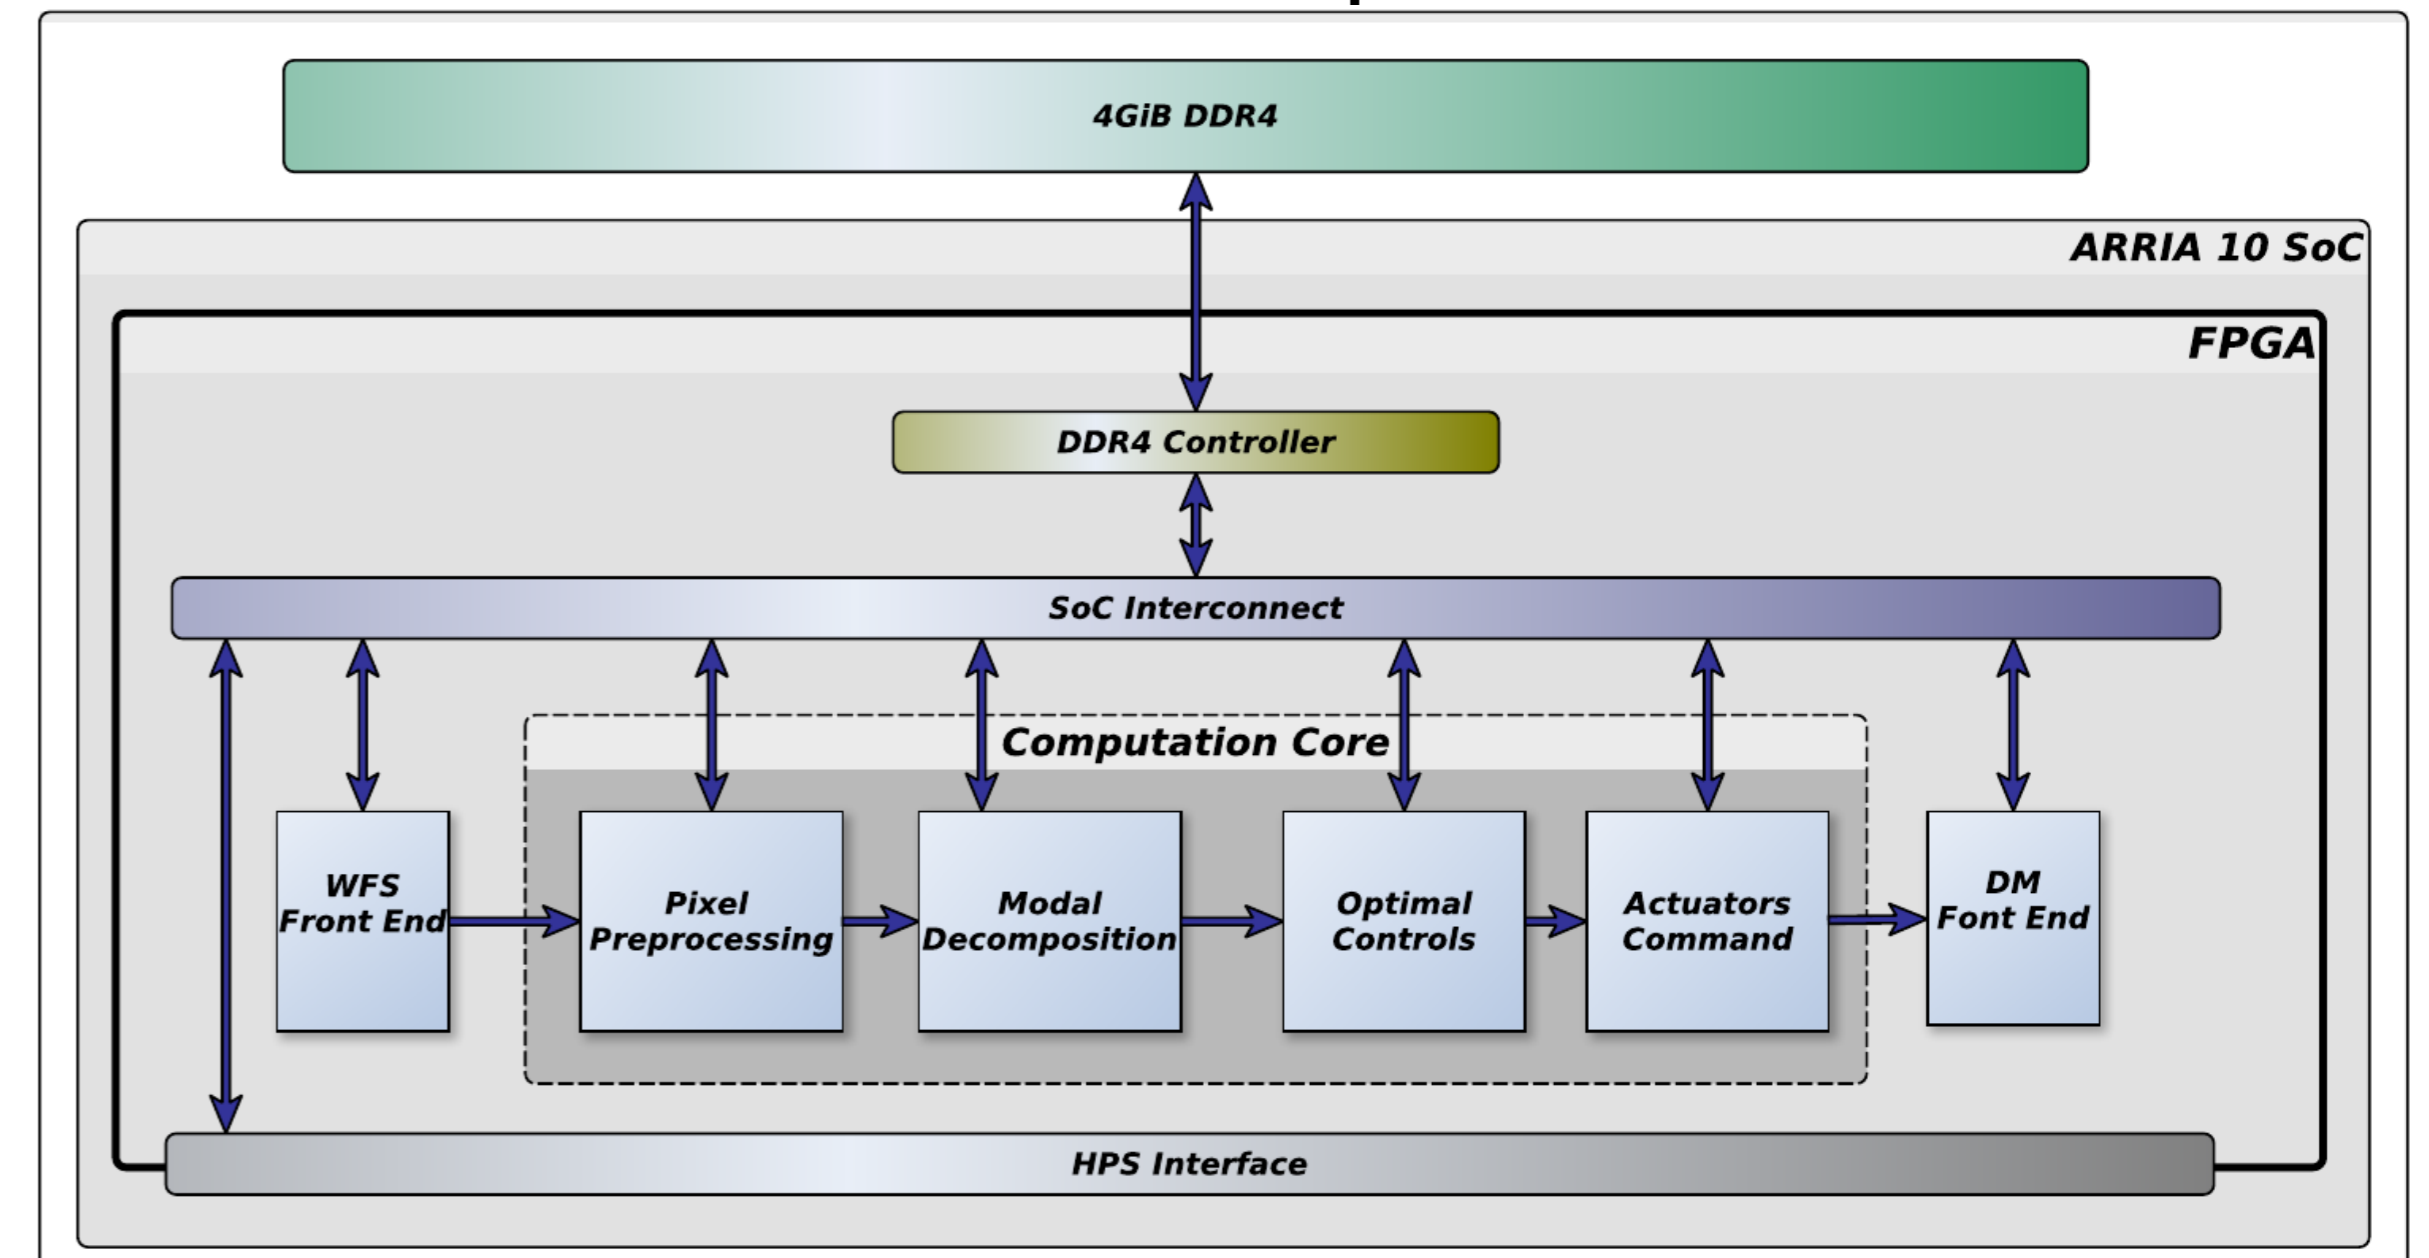 4GiB DDR4
ARRIA 10 SoC
FPGA
DDR4 Controller
SoC Interconnect
Computation Core
WFS
Front End
Pixel
Preprocessing
Modal
Decomposition
Optimal
Controls
Actuators
Command
DM
Font End
HPS Interface